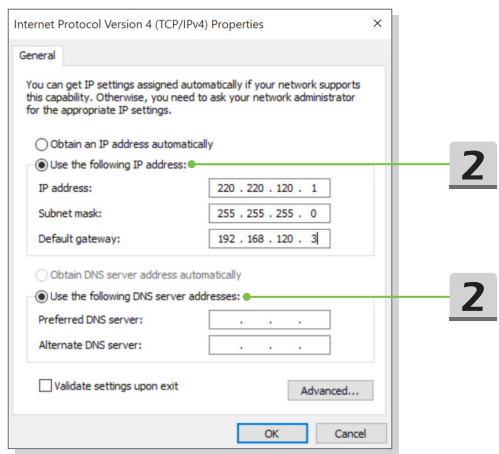 Internet Protocol Version 4 (TCP/IPv4) Properties
General
You can get IP settings assigned automatically if your network supports
this capability. Otherwise, you need to ask your network administrator
for the appropriate IP settings.
Obtain an IP address automatically
Use the following IP address:
2
IP address: 220 . 220 . 120 . 1
Subnet mask: 255 . 255 . 255 . 0
Default gateway: 192 . 168 . 120 . 3
Obtain DNS server address automatically
Use the following DNS server addresses:
2
Preferred DNS server: . . .
Alternate DNS server: . . .
Validate settings upon exit
Advanced...
OK Cancel